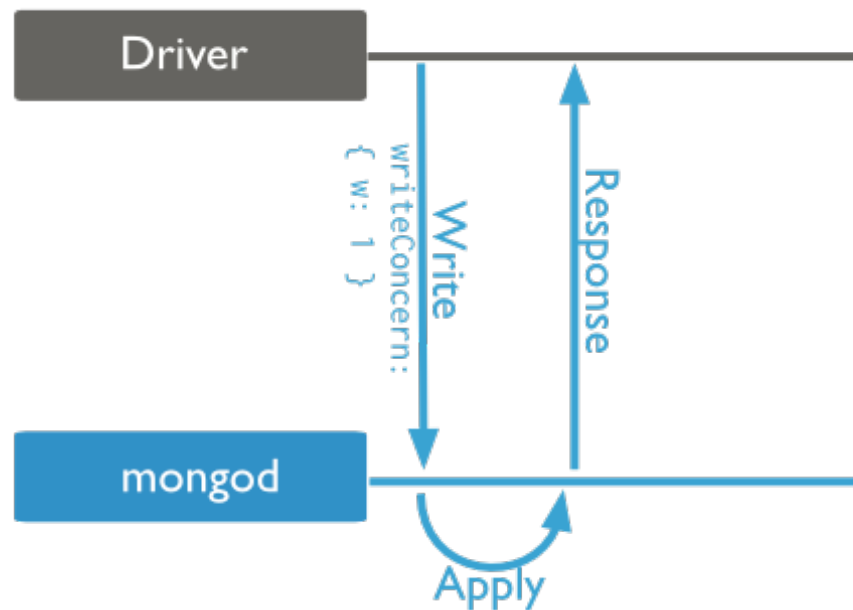 Driver
writeConcern:
{ w: 1 }
Write
Response
mongod
Apply